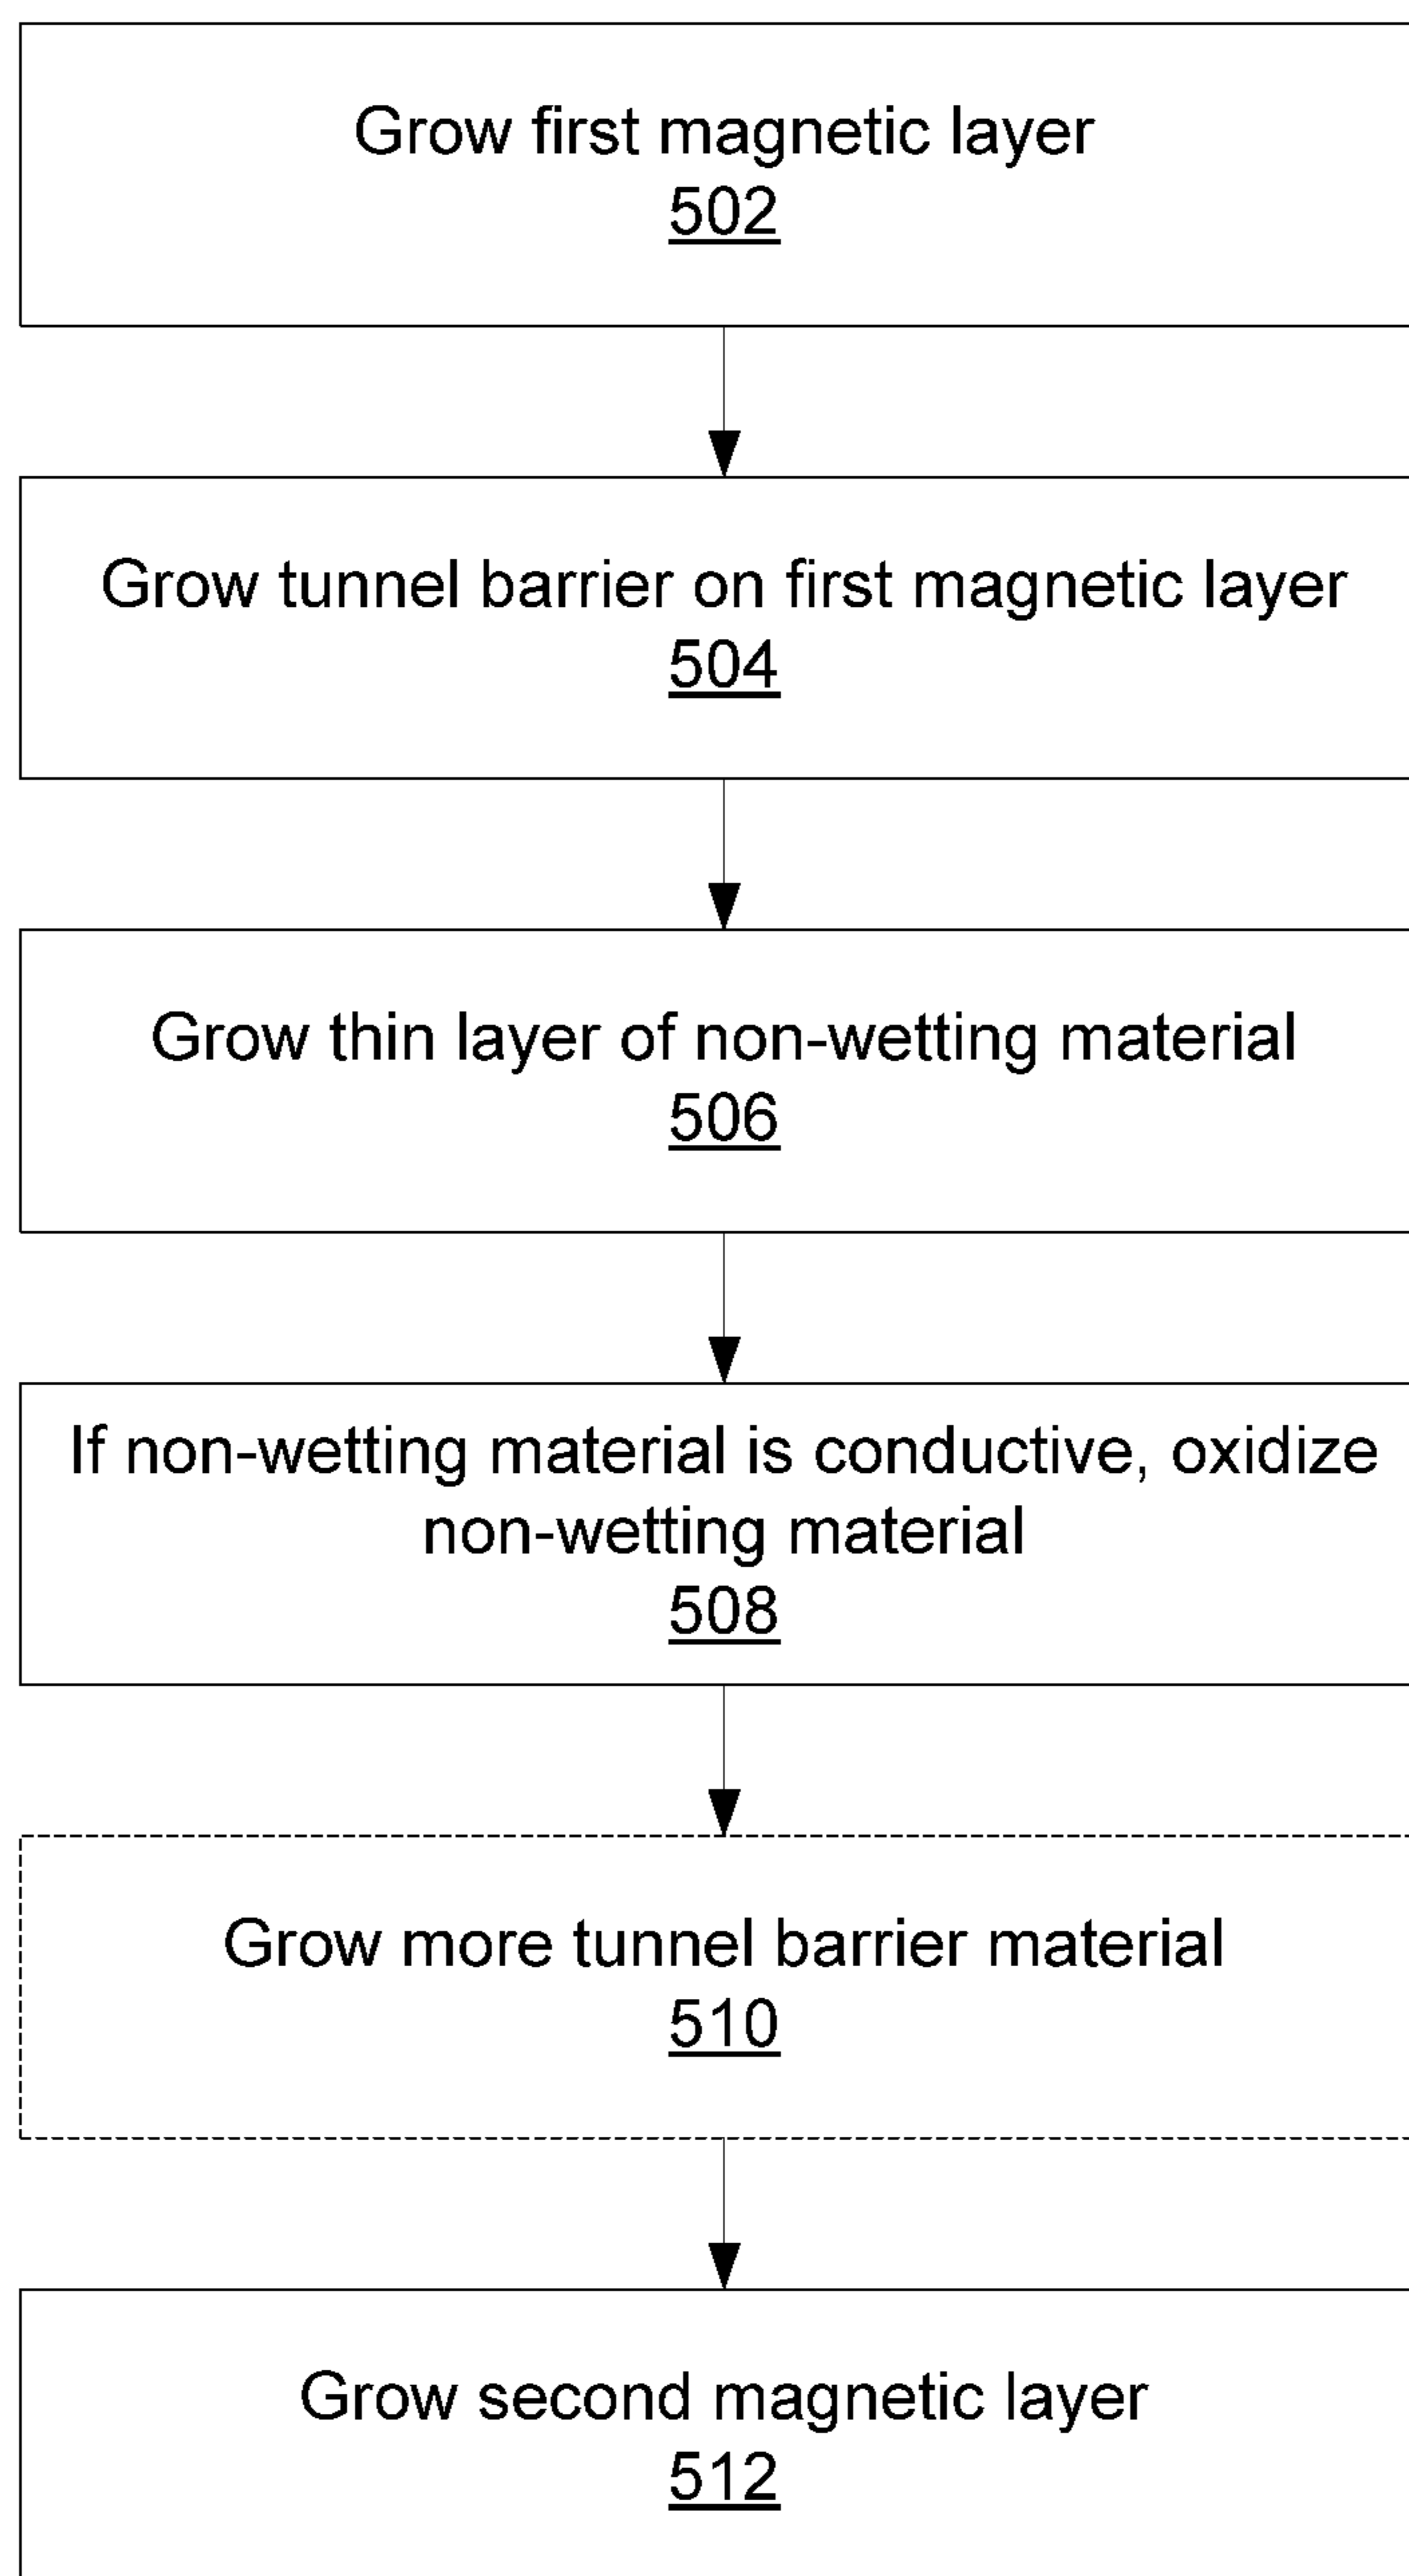 Grow first magnetic layer
502
Grow tunnel barrier on first magnetic layer
504
Grow thin layer of non-wetting material
506
If non-wetting material is conductive, oxidize
non-wetting material
508
Grow more tunnel barrier material
510
Grow second magnetic layer
512